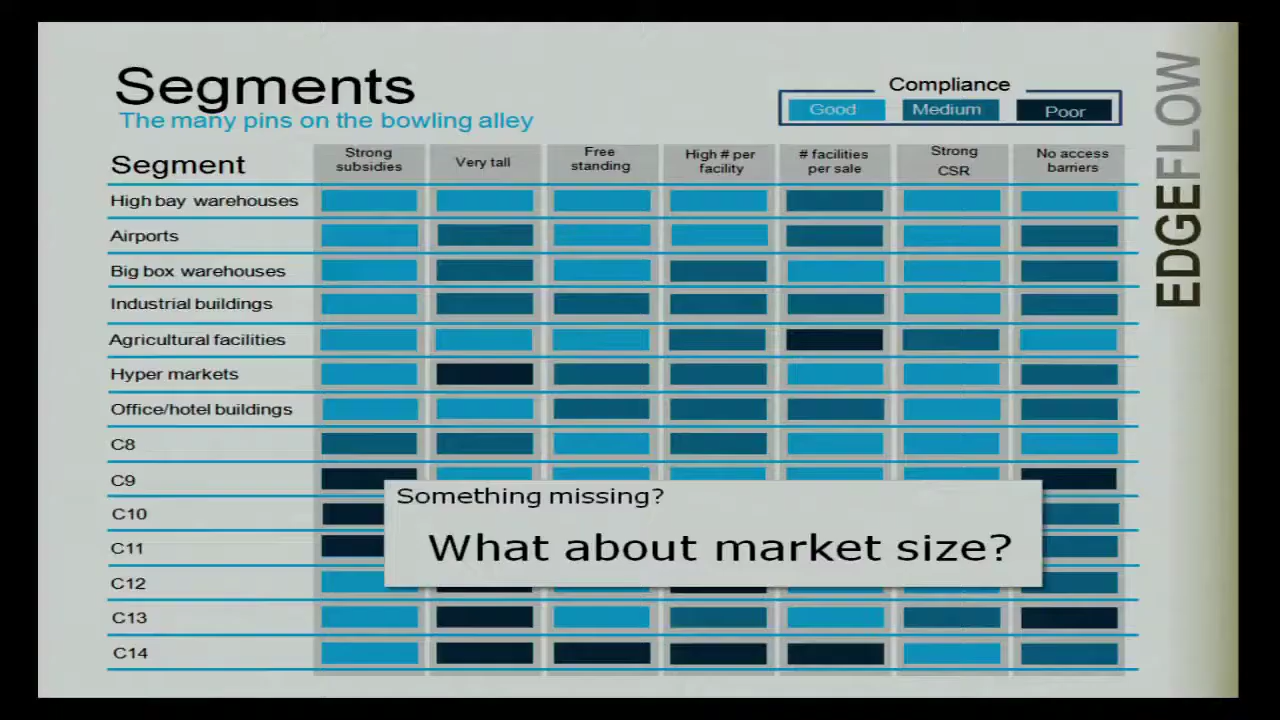 Segments
The many pins on the bowling alley
Compliance
Good Medium Poor
EDGEFLOW
Segment
Strong
subsidies
Very tall
Free
standing
High # per
facility
# facilities
per sale
Strong
CSR
No access
barriers
High bay warehouses
Airports
Big box warehouses
Industrial buildings
Agricultural facilities
Hyper markets
Office/hotel buildings
C8
C9
C10
C11
C12
C13
C14
Something missing?
What about market size?